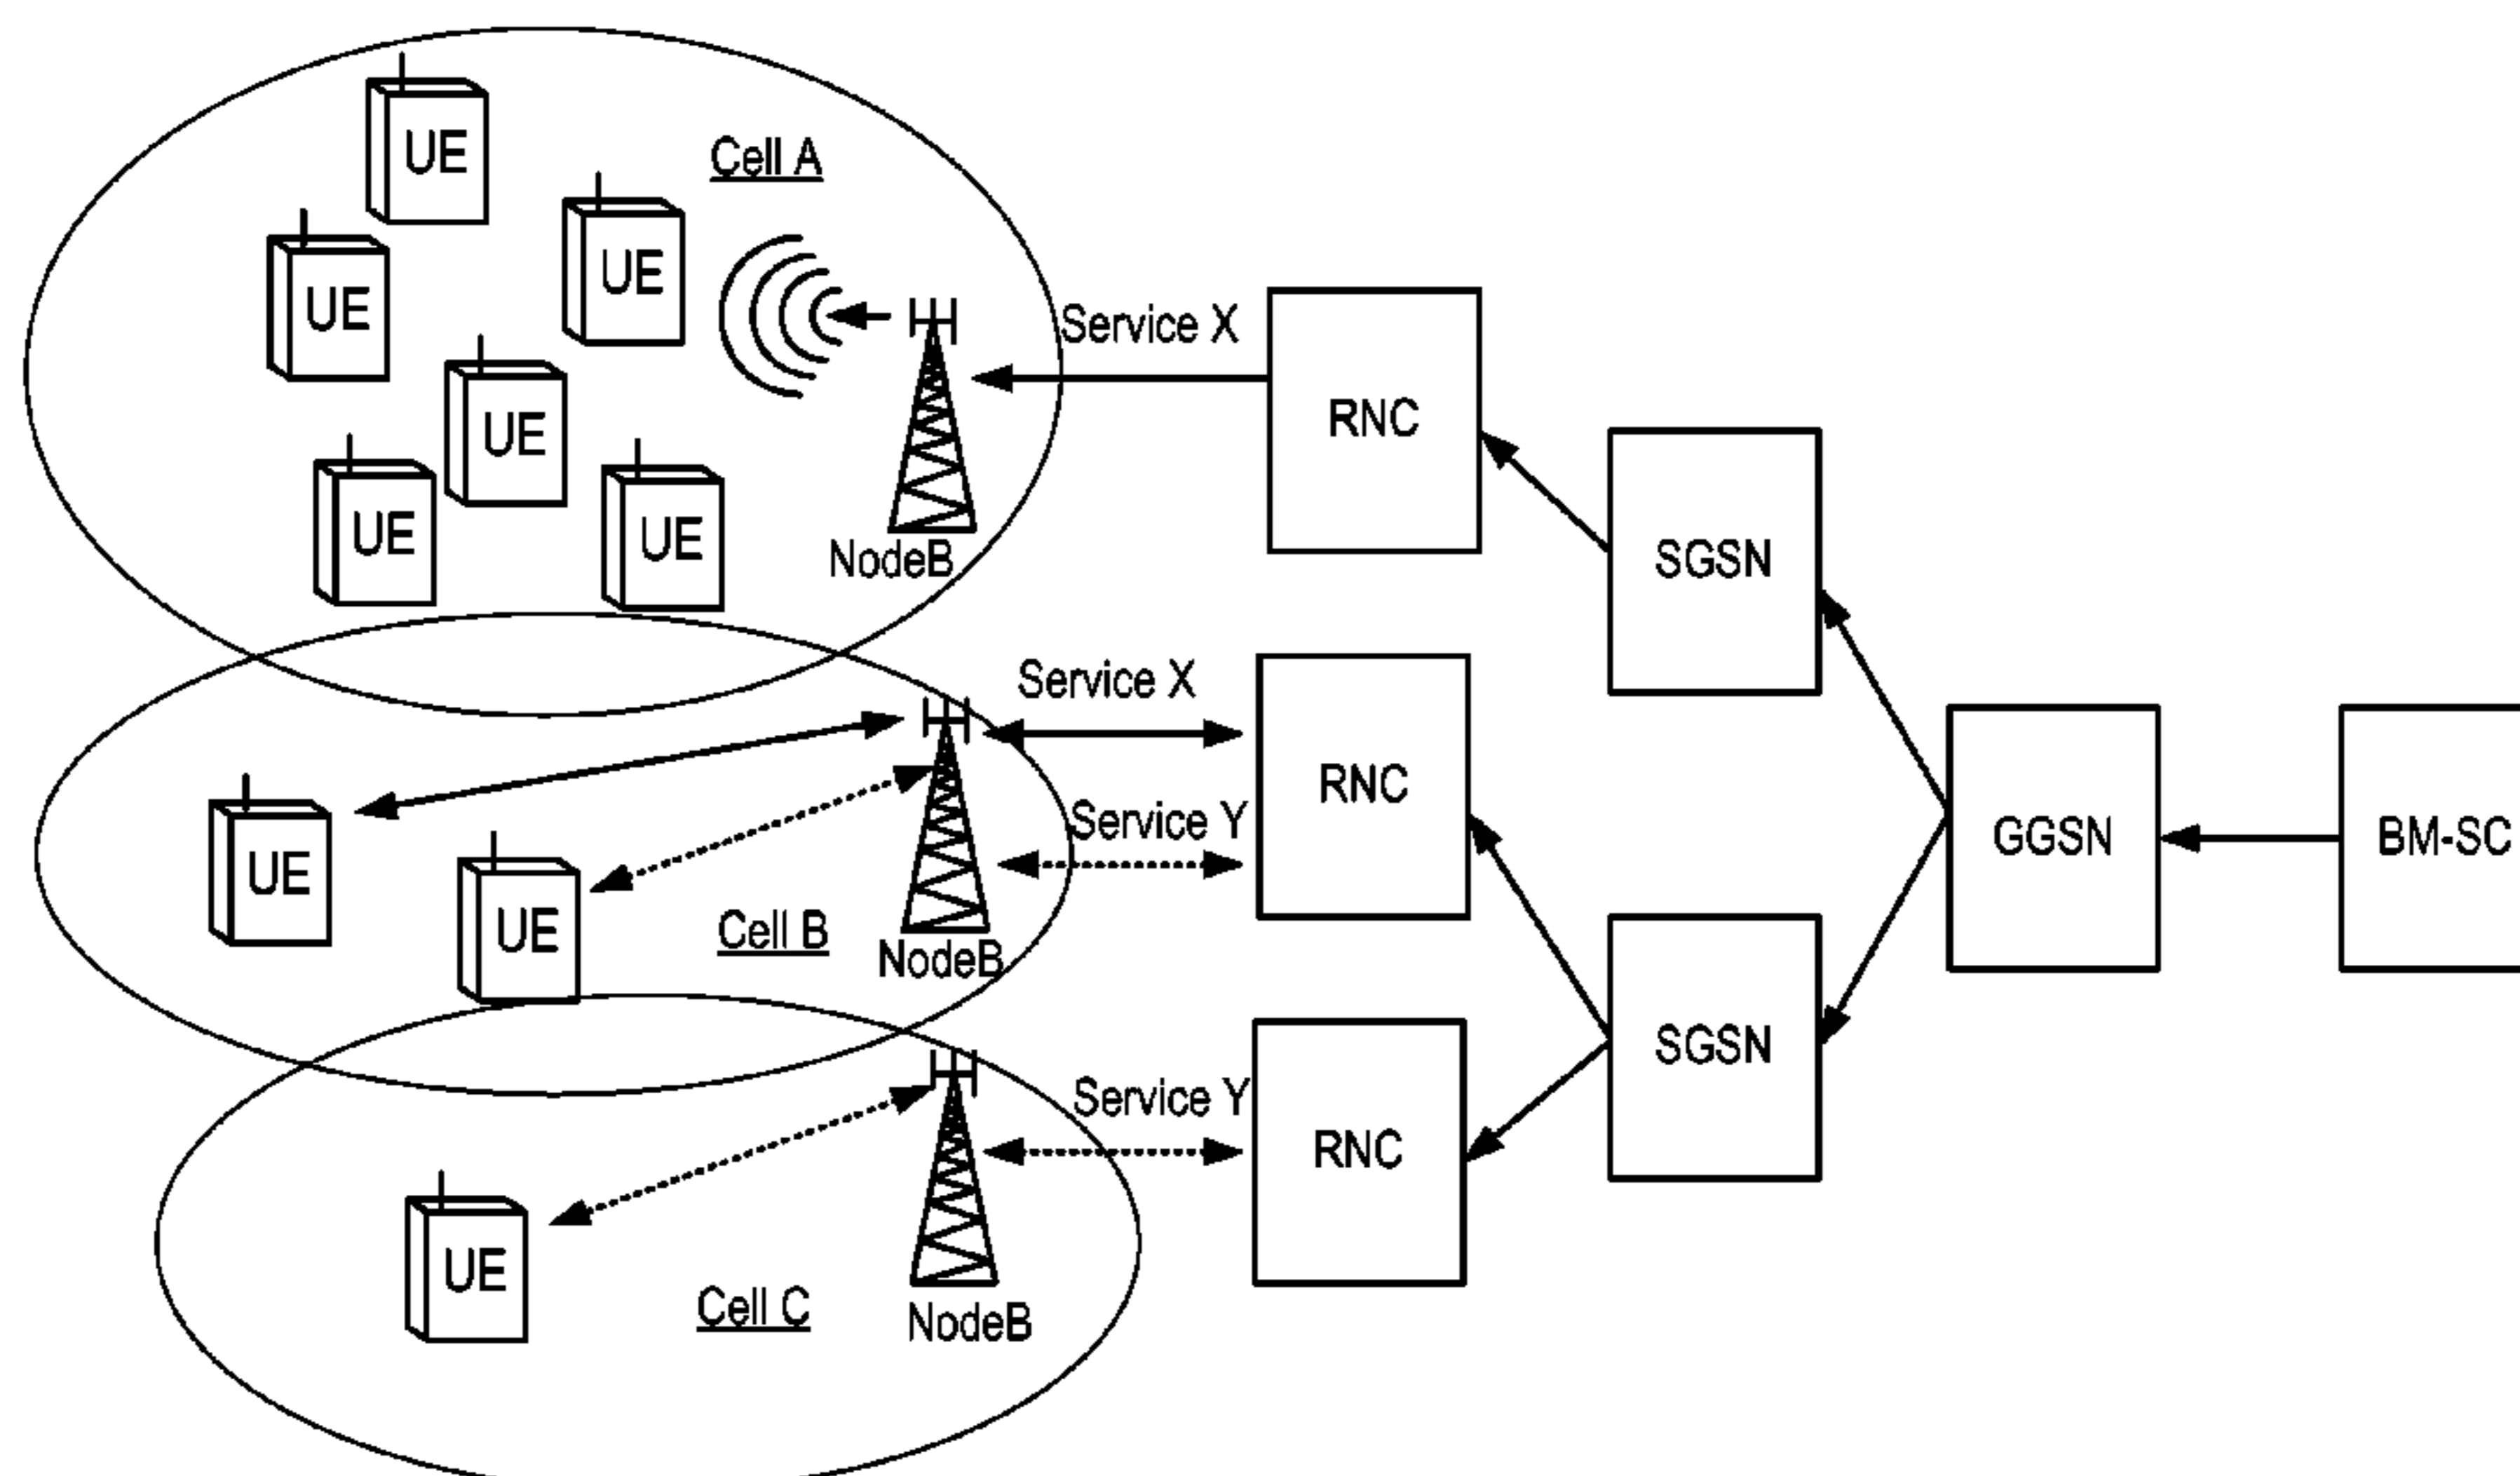 UE
Cell A
UE
UE
UE
UE
UE
NodeB
Service X
RNC
SGSN
Service X
RNC
Service Y
UE
UE
Cell B
NodeB
GGSN
BM-SC
SGSN
Service Y
RNC
UE
Cell C
NodeB